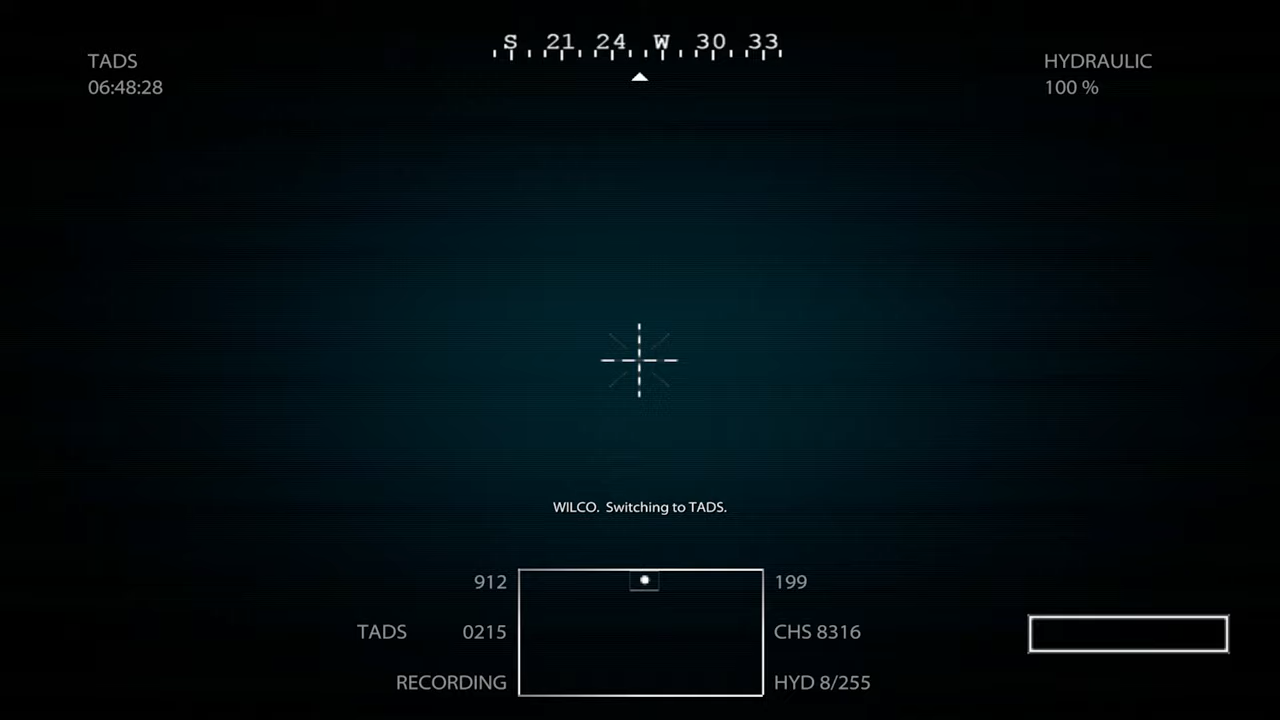 S 21 24 W 30 33
TADS
06:48:28
HYDRAULIC
100 %
WILCO. Switching to TADS.
912
199
TADS 0215
CHS 8316
RECORDING
HYD 8/255